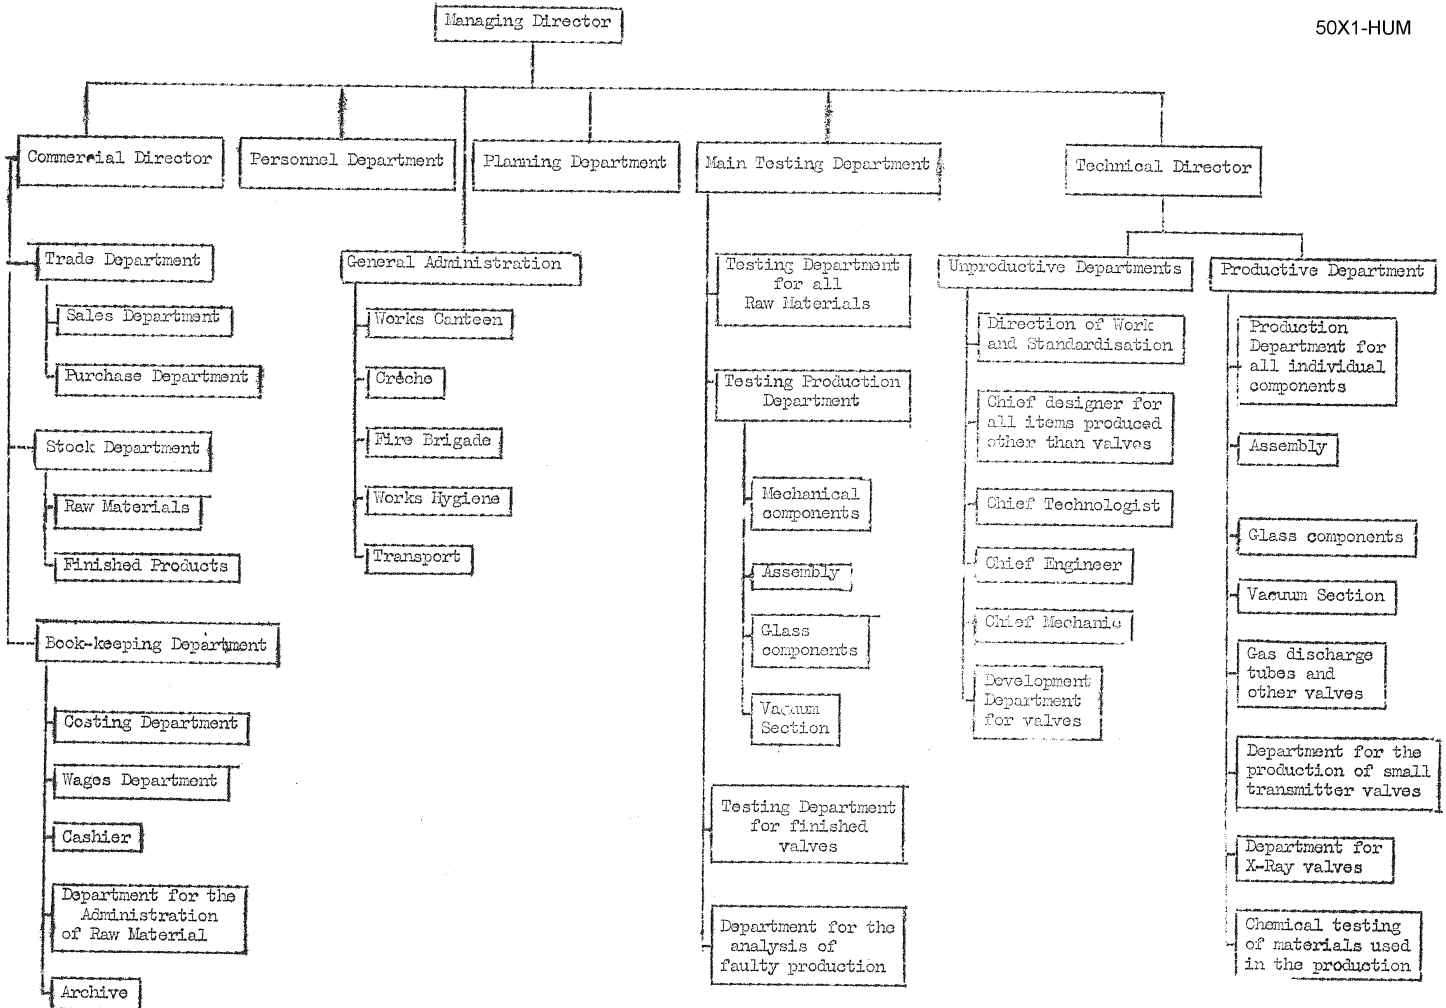 50X1-HUM
Managing Director
Commercial Director
Personnel Department
Planning Department
Main Testing Department
Technical Director
Trade Department
Sales Department
Purchase Department
Stock Department
Raw Materials
Finished Products
Book-keeping Department
Costing Department
Wages Department
Cashier
Department for the
Administration
of Raw Material
Archive
General Administration
Works Canteen
Crèche
Fire Brigade
Works Hygiene
Transport
Testing Department
for all
Raw Materials
Testing Production
Department
Mechanical
components
Assembly
Glass
components
Vacuum
Section
Testing Department
for finished
valves
Department for the
analysis of
faulty production
Unproductive Departments
Direction of Work
and Standardisation
Chief designer for
all items produced
other than valves
Chief Technologist
Chief Engineer
Chief Mechanic
Development
Department
for valves
Productive Department
Production
Department for
all individual
components
Assembly
Glass components
Vacuum Section
Gas discharge
tubes and
other valves
Department for the
production of small
transmitter valves
Department for
X-Ray valves
Chemical testing
of materials used
in the production